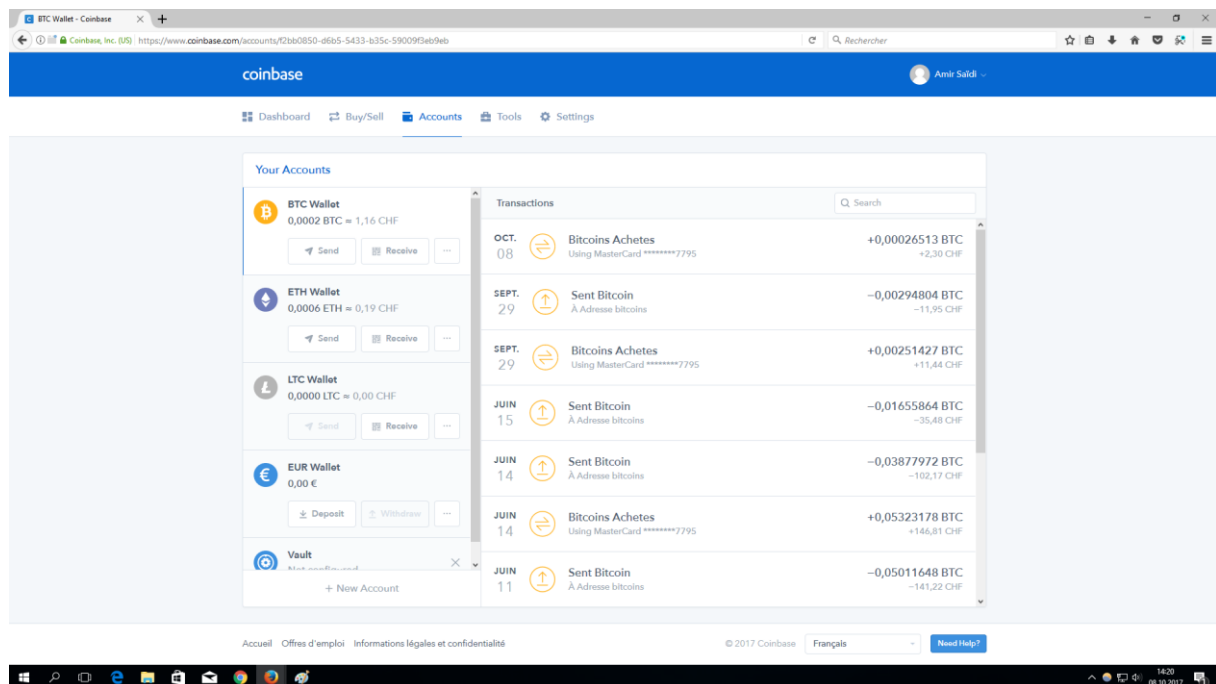 BTC Wallet - Coinbase
Coinbase, Inc. (US) https://www.coinbase.com/accounts/f2bb0850-d6b5-5433-b35c-59009f3eb9eb
Rechercher
coinbase
Amir Saïdi
Dashboard Buy/Sell Accounts Tools Settings
Your Accounts
BTC Wallet
0,0002 BTC ≈ 1,16 CHF
Send Receive ...
ETH Wallet
0,0006 ETH ≈ 0,19 CHF
Send Receive ...
LTC Wallet
0,0000 LTC ≈ 0,00 CHF
Send Receive ...
EUR Wallet
0,00 €
Deposit Withdraw ...
Vault
Not configured
+ New Account
Transactions
Search
OCT. 08 Bitcoins Achetes +0,00026513 BTC
Using MasterCard ********7795 +2,30 CHF
SEPT. 29 Sent Bitcoin −0,00294804 BTC
À Adresse bitcoins −11,95 CHF
SEPT. 29 Bitcoins Achetes +0,00251427 BTC
Using MasterCard ********7795 +11,44 CHF
JUIN 15 Sent Bitcoin −0,01655864 BTC
À Adresse bitcoins −35,48 CHF
JUIN 14 Sent Bitcoin −0,03877972 BTC
À Adresse bitcoins −102,17 CHF
JUIN 14 Bitcoins Achetes +0,05323178 BTC
Using MasterCard ********7795 +146,81 CHF
JUIN 11 Sent Bitcoin −0,05011648 BTC
À Adresse bitcoins −141,22 CHF
Accueil Offres d'emploi Informations légales et confidentialité
© 2017 Coinbase Français Need Help?
14:20
08.10.2017